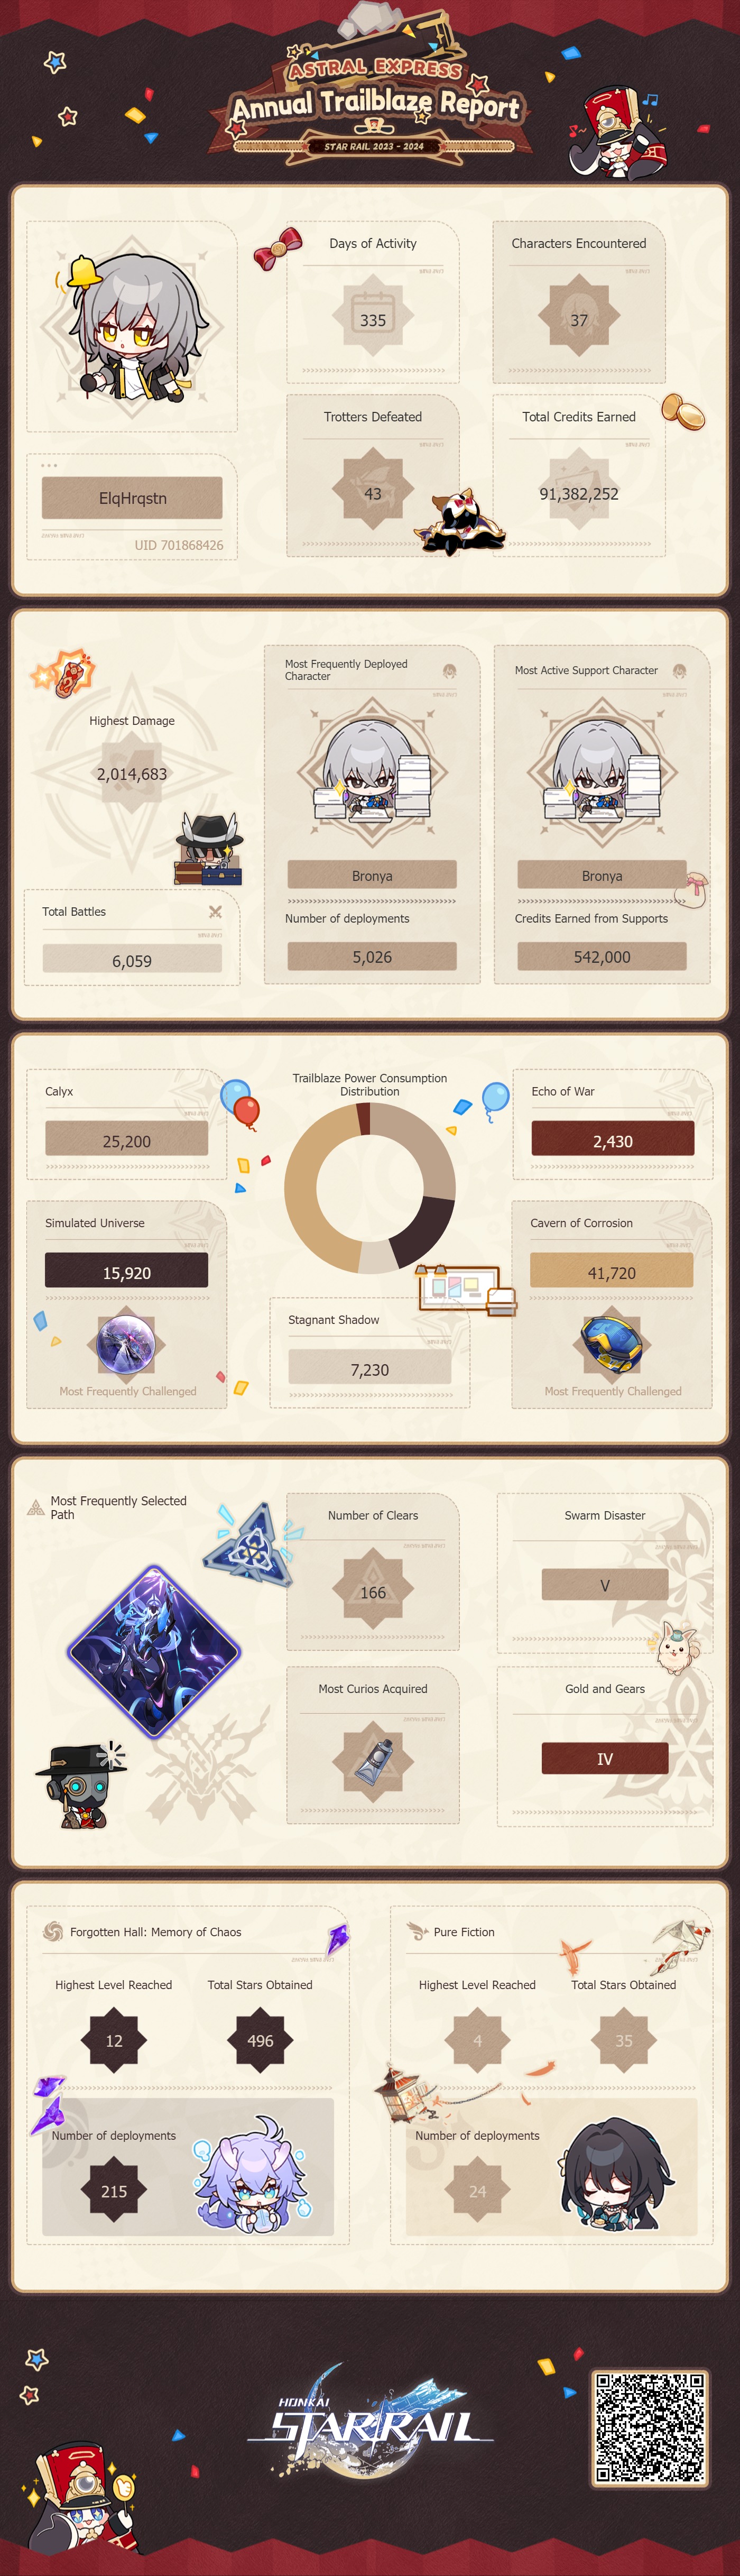 ASTRAL EXPRESS
Annual Trailblaze Report
STAR RAIL 2023 - 2024
Days of Activity
335
Characters Encountered
37
Trotters Defeated
43
Total Credits Earned
91,382,252
ElqHrqstn
UID 701868426
Highest Damage
2,014,683
Total Battles
6,059
Most Frequently Deployed
Character
Bronya
Number of deployments
5,026
Most Active Support Character
Bronya
Credits Earned from Supports
542,000
Trailblaze Power Consumption
Distribution
Calyx
25,200
Echo of War
2,430
Simulated Universe
15,920
Most Frequently Challenged
Cavern of Corrosion
41,720
Most Frequently Challenged
Stagnant Shadow
7,230
Most Frequently Selected
Path
Number of Clears
166
Swarm Disaster
V
Most Curios Acquired
Gold and Gears
IV
Forgotten Hall: Memory of Chaos
Highest Level Reached
12
Total Stars Obtained
496
Number of deployments
215
Pure Fiction
Highest Level Reached
4
Total Stars Obtained
35
Number of deployments
24
HONKAI
STAR RAIL